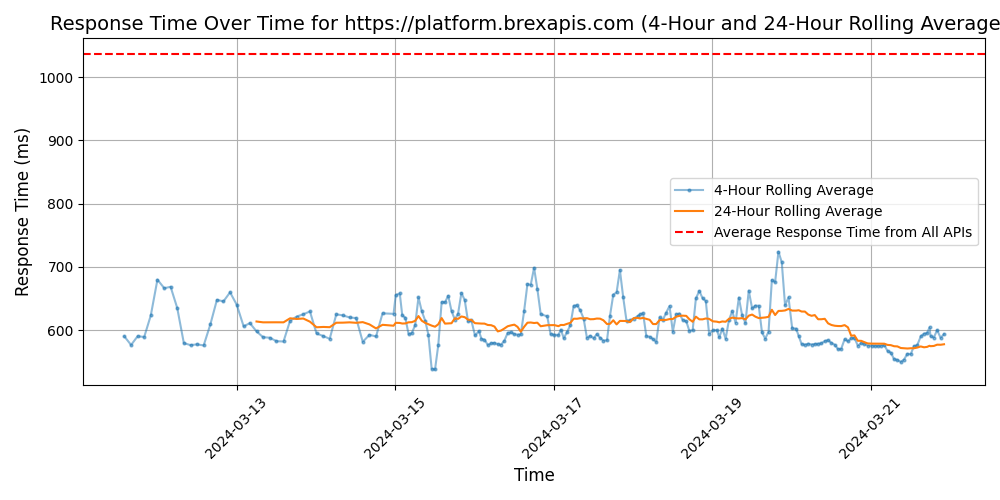 Response Time Over Time for https://platform.brexapis.com (4-Hour and 24-Hour Rolling Average
Response Time (ms)
1000
900
800
700
600
4-Hour Rolling Average
24-Hour Rolling Average
Average Response Time from All APIs
2024-03-13
2024-03-15
2024-03-17
2024-03-19
2024-03-21
Time